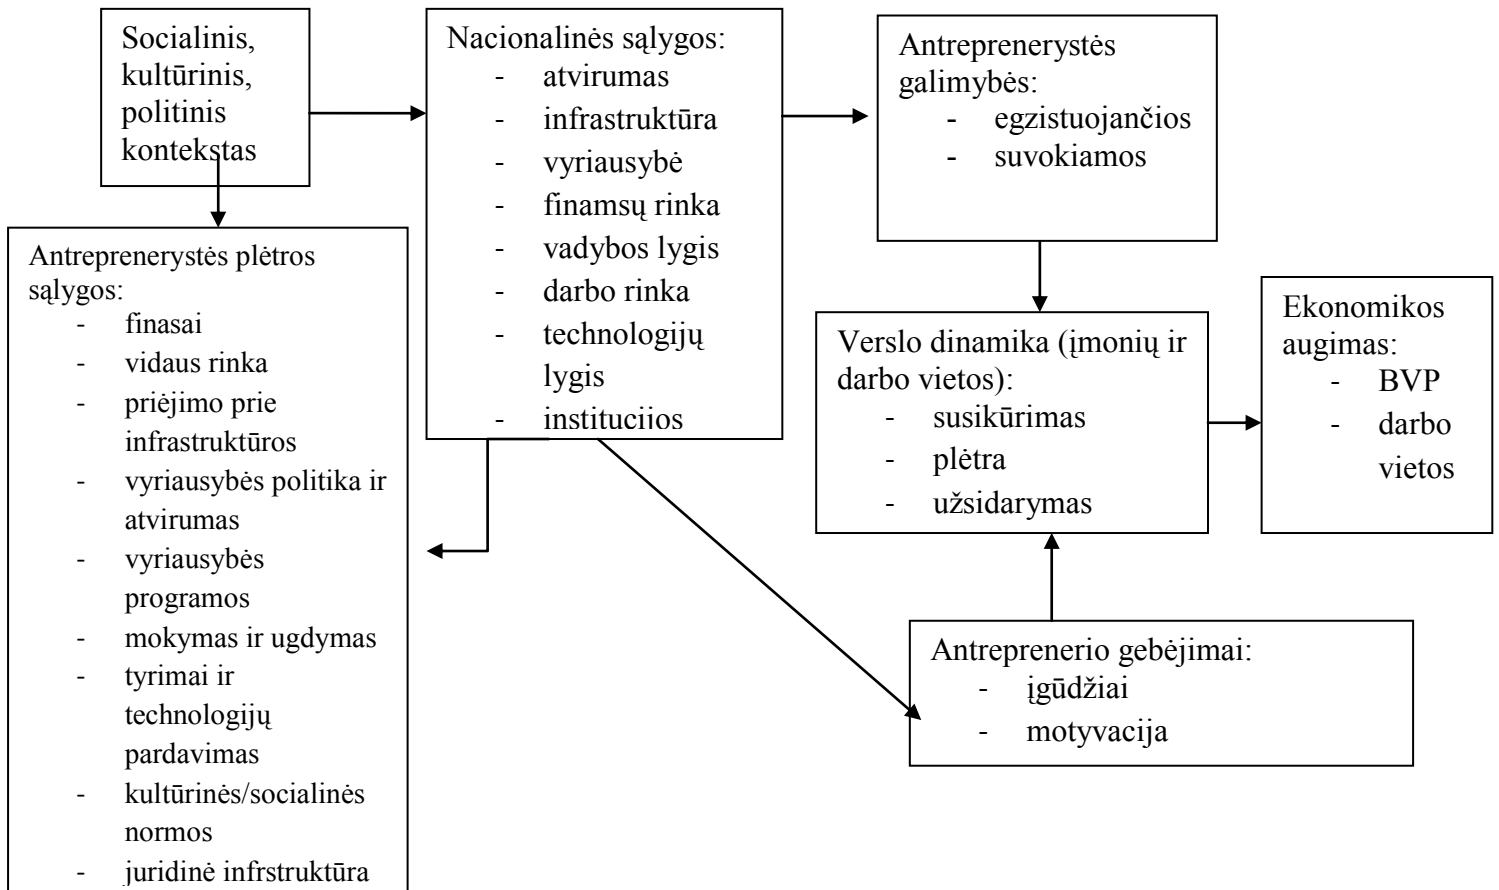 Socialinis,
kultūrinis,
politinis
kontekstas
Nacionalinės sąlygos:
- atvirumas
- infrastruktūra
- vyriausybė
- finamsų rinka
- vadybos lygis
- darbo rinka
- technologijų
lygis
- institucijos
Antreprenerystės
galimybės:
- egzistuojančios
- suvokiamos
Antreprenerystės plėtros
sąlygos:
- finasai
- vidaus rinka
- priėjimo prie
infrastruktūros
- vyriausybės politika ir
atvirumas
- vyriausybės
programos
- mokymas ir ugdymas
- tyrimai ir
technologijų
pardavimas
- kultūrinės/socialinės
normos
- juridinė infrstruktūra
Verslo dinamika (įmonių ir
darbo vietos):
- susikūrimas
- plėtra
- užsidarymas
Ekonomikos
augimas:
- BVP
- darbo
vietos
Antreprenerio gebėjimai:
- įgūdžiai
- motyvacija